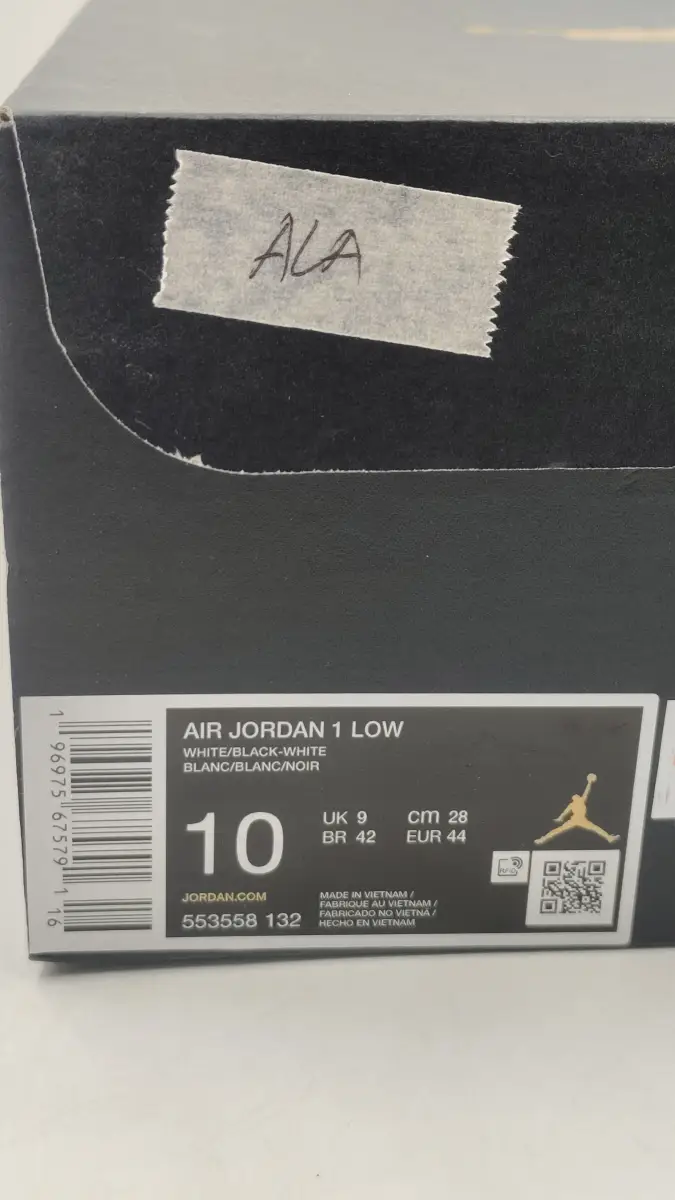 ALA
AIR JORDAN 1 LOW
WHITE/BLACK-WHITE
BLANC/BLANC/NOIR
10
UK 9 cm 28
BR 42 EUR 44
JORDAN.COM
553558 132
MADE IN VIETNAM /
FABRIQUE AU VIETNAM /
FABRICADO NO VIETNÃ /
HECHO EN VIETNAM
RFID
1 96975 67579 1 16